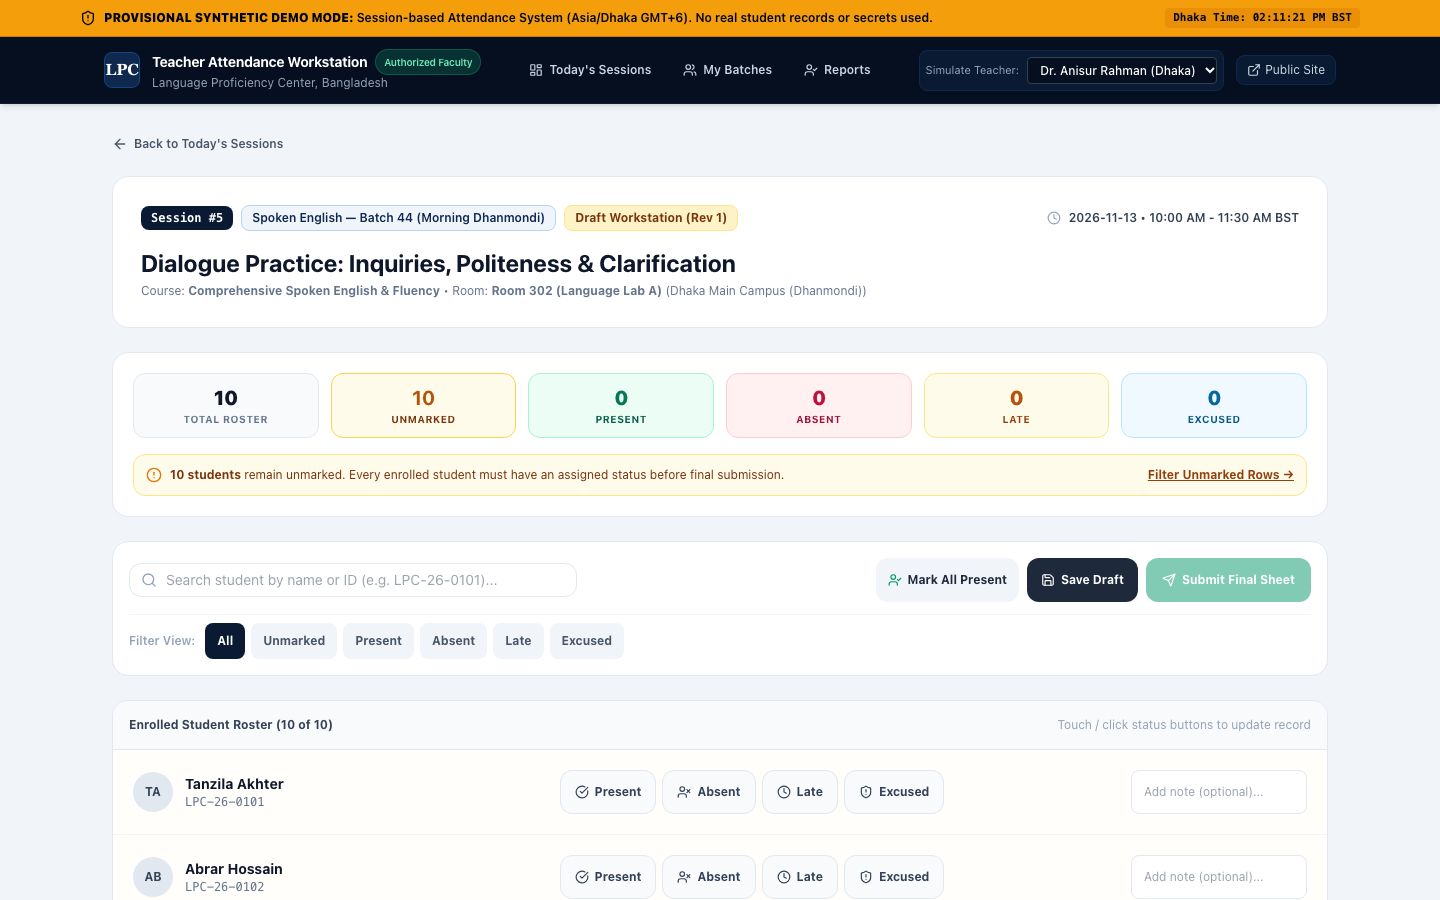 PROVISIONAL SYNTHETIC DEMO MODE: Session-based Attendance System (Asia/Dhaka GMT+6). No real student records or secrets used.
Dhaka Time: 02:11:21 PM BST
LPC
Teacher Attendance Workstation
Authorized Faculty
Language Proficiency Center, Bangladesh
Today's Sessions
My Batches
Reports
Simulate Teacher:
Dr. Anisur Rahman (Dhaka)
Public Site
Back to Today's Sessions
Session #5
Spoken English — Batch 44 (Morning Dhanmondi)
Draft Workstation (Rev 1)
2026-11-13 • 10:00 AM - 11:30 AM BST
Dialogue Practice: Inquiries, Politeness & Clarification
Course: Comprehensive Spoken English & Fluency • Room: Room 302 (Language Lab A) (Dhaka Main Campus (Dhanmondi))
10
TOTAL ROSTER
10
UNMARKED
0
PRESENT
0
ABSENT
0
LATE
0
EXCUSED
10 students remain unmarked. Every enrolled student must have an assigned status before final submission.
Filter Unmarked Rows →
Search student by name or ID (e.g. LPC-26-0101)...
Mark All Present
Save Draft
Submit Final Sheet
Filter View:
All
Unmarked
Present
Absent
Late
Excused
Enrolled Student Roster (10 of 10)
Touch / click status buttons to update record
TA
Tanzila Akhter
LPC-26-0101
Present
Absent
Late
Excused
Add note (optional)...
AB
Abrar Hossain
LPC-26-0102
Present
Absent
Late
Excused
Add note (optional)...